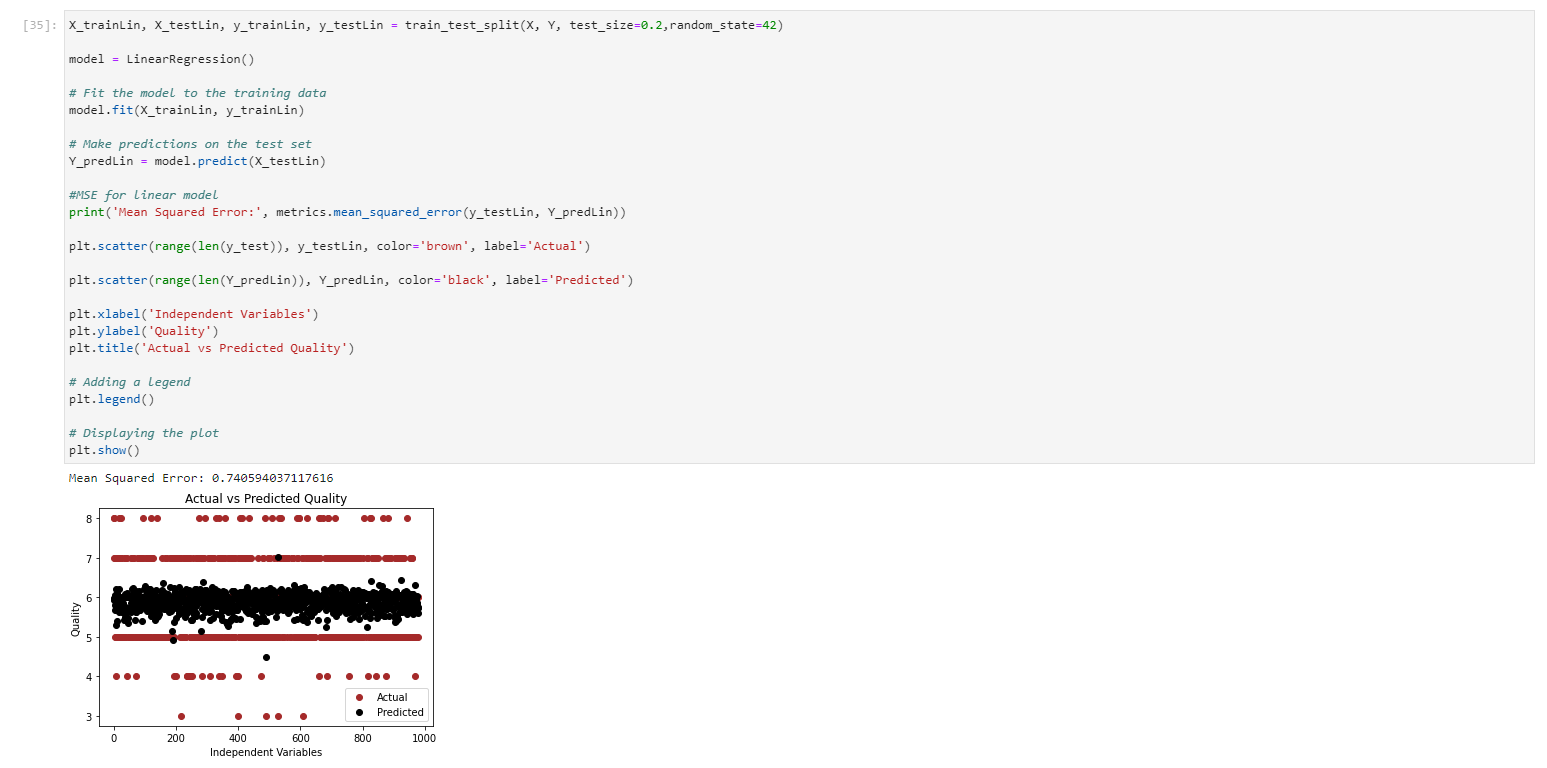 [35]: X_trainLin, X_testLin, y_trainLin, y_testLin = train_test_split(X, Y, test_size=0.2,random_state=42)
model = LinearRegression()
# Fit the model to the training data
model.fit(X_trainLin, y_trainLin)
# Make predictions on the test set
Y_predLin = model.predict(X_testLin)
#MSE for linear model
print('Mean Squared Error:', metrics.mean_squared_error(y_testLin, Y_predLin))
plt.scatter(range(len(y_test)), y_testLin, color='brown', label='Actual')
plt.scatter(range(len(Y_predLin)), Y_predLin, color='black', label='Predicted')
plt.xlabel('Independent Variables')
plt.ylabel('Quality')
plt.title('Actual vs Predicted Quality')
# Adding a legend
plt.legend()
# Displaying the plot
plt.show()
Mean Squared Error: 0.740594037117616
Actual vs Predicted Quality
8
7
6
5
4
3
Quality
Actual
Predicted
0 200 400 600 800 1000
Independent Variables